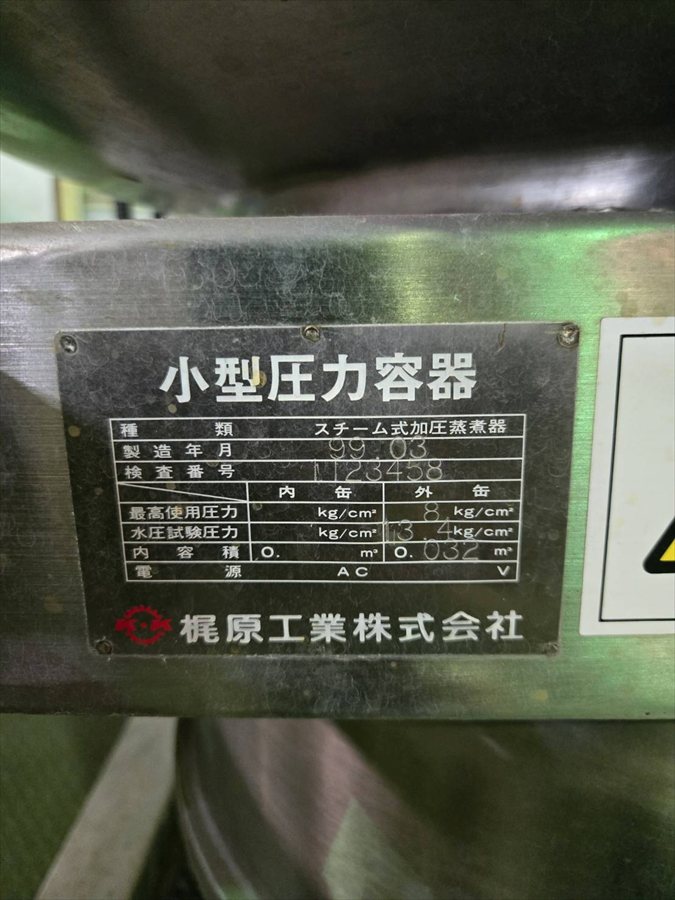 小型圧力容器
種類 スチーム式加圧蒸煮器
製造年月 99.03
検査番号 1123458
内缶 外缶
最高使用圧力 kg/cm² 8 kg/cm²
水圧試験圧力 kg/cm² 13.4 kg/cm²
内容積 0. m³ 0.032 m³
電源 AC V
梶原工業株式会社